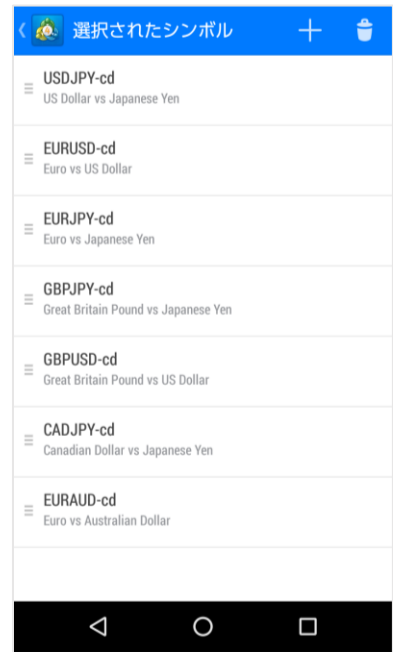 選択されたシンボル
USDJPY-cd
US Dollar vs Japanese Yen
EURUSD-cd
Euro vs US Dollar
EURJPY-cd
Euro vs Japanese Yen
GBPJPY-cd
Great Britain Pound vs Japanese Yen
GBPUSD-cd
Great Britain Pound vs US Dollar
CADJPY-cd
Canadian Dollar vs Japanese Yen
EURAUD-cd
Euro vs Australian Dollar